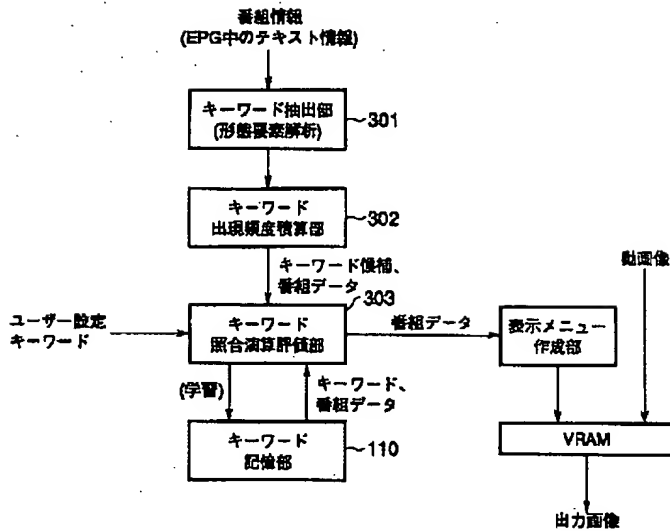 番組情報
(EPG中のテキスト情報)
キーワード抽出部
(形態要素解析)
301
キーワード
出現頻度積算部
302
キーワード候補、
番組データ
303
動画像
ユーザー設定
キーワード
キーワード
照合演算評価部
番組データ
表示メニュー
作成部
(学習)
キーワード、
番組データ
キーワード
記憶部
110
VRAM
出力画像